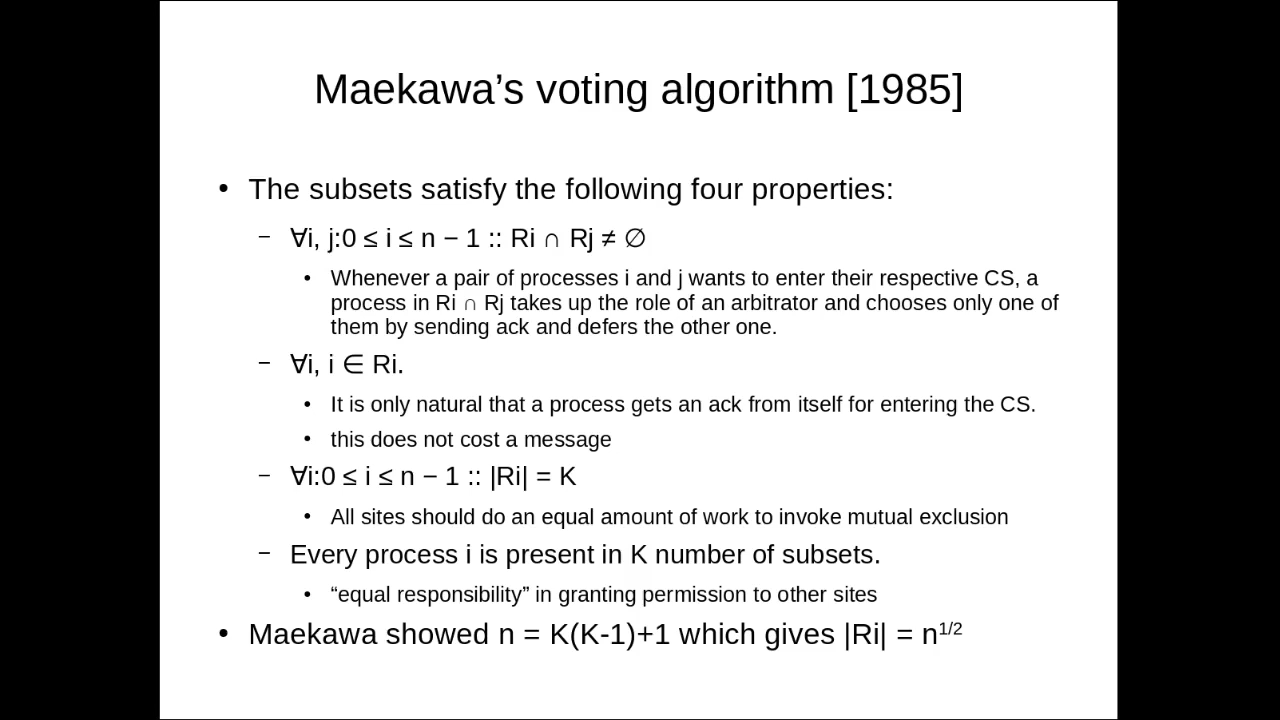 Maekawa’s voting algorithm [1985]
• The subsets satisfy the following four properties:
– ∀i, j:0 ≤ i ≤ n − 1 :: Ri ∩ Rj ≠ ∅
• Whenever a pair of processes i and j wants to enter their respective CS, a
process in Ri ∩ Rj takes up the role of an arbitrator and chooses only one of
them by sending ack and defers the other one.
– ∀i, i ∈ Ri.
• It is only natural that a process gets an ack from itself for entering the CS.
• this does not cost a message
– ∀i:0 ≤ i ≤ n − 1 :: |Ri| = K
• All sites should do an equal amount of work to invoke mutual exclusion
– Every process i is present in K number of subsets.
• “equal responsibility” in granting permission to other sites
• Maekawa showed n = K(K-1)+1 which gives |Ri| = n^1/2